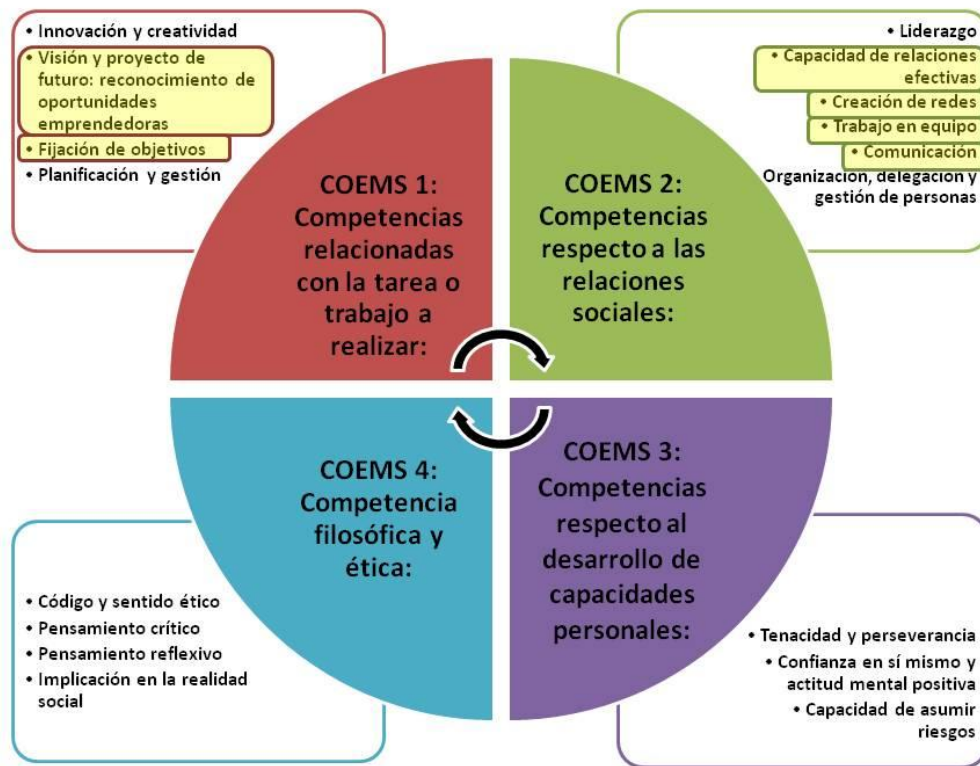 • Innovación y creatividad
• Visión y proyecto de
futuro: reconocimiento de
oportunidades
emprendedoras
• Fijación de objetivos
• Planificación y gestión
• Liderazgo
• Capacidad de relaciones
efectivas
• Creación de redes
• Trabajo en equipo
• Comunicación
Organización, delegación y
gestión de personas
COEMS 1:
Competencias
relacionadas
con la tarea o
trabajo a
realizar:
COEMS 2:
Competencias
respecto a las
relaciones
sociales:
COEMS 4:
Competencia
filosófica y
ética:
COEMS 3:
Competencias
respecto al
desarrollo de
capacidades
personales:
• Código y sentido ético
• Pensamiento crítico
• Pensamiento reflexivo
• Implicación en la realidad
social
• Tenacidad y perseverancia
• Confianza en sí mismo y
actitud mental positiva
• Capacidad de asumir
riesgos